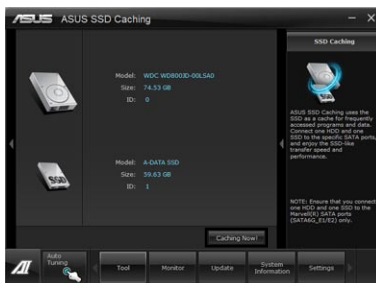 ASUS ASUS SSD Caching
Model: WDC WD800JD-00LSA0
Size: 74.53 GB
ID: 0
SSD
Model: A-DATA SSD
Size: 59.63 GB
ID: 1
Caching Now!
SSD Caching
ASUS SSD Caching uses the
SSD as a cache for frequently
accessed programs and data.
Connect one HDD and one
SSD to the specific SATA ports,
and enjoy the SSD-like
transfer speed and
performance.
NOTE: Ensure that you connect
one HDD and one SSD to the
Marvell(R) SATA ports
(SATA6G_E1/E2) only.
AI
Auto
Tuning
Tool
Monitor
Update
System
Information
Settings